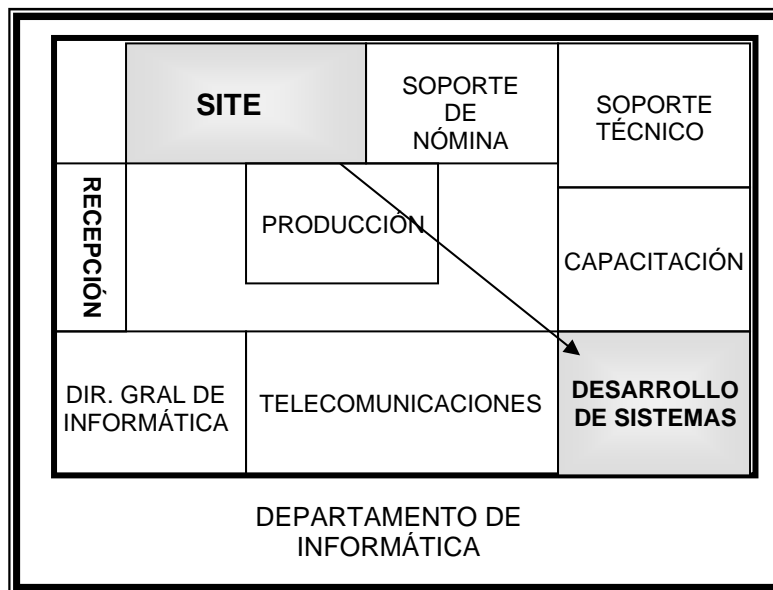 SITE
SOPORTE
DE
NÓMINA
SOPORTE
TÉCNICO
RECEPCIÓN
PRODUCCIÓN
CAPACITACIÓN
DIR. GRAL DE
INFORMÁTICA
TELECOMUNICACIONES
DESARROLLO
DE SISTEMAS
DEPARTAMENTO DE
INFORMÁTICA